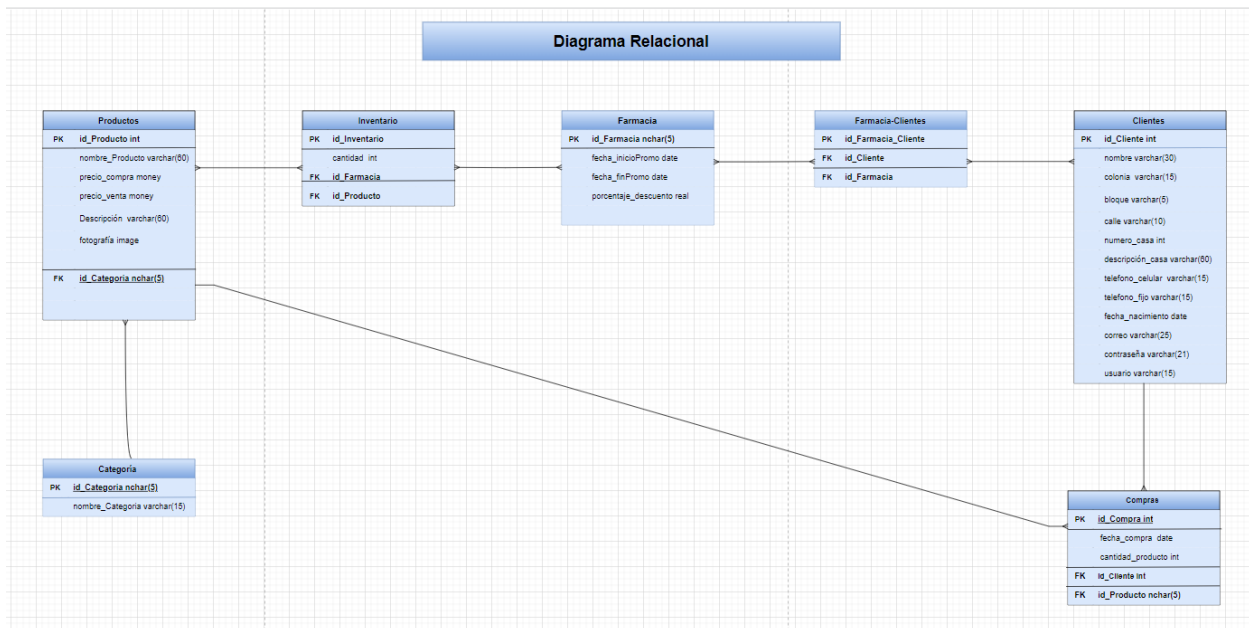 Diagrama Relacional
Productos
PK id_Producto int
nombre_Producto varchar(60)
precio_compra money
precio_venta money
Descripción varchar(60)
fotografía image
FK id_Categoria nchar(5)
Inventario
PK id_Inventario
cantidad int
FK id_Farmacia
FK id_Producto
Farmacia
PK id_Farmacia nchar(5)
fecha_inicioPromo date
fecha_finPromo date
porcentaje_descuento real
Farmacia-Clientes
PK id_Farmacia_Cliente
FK id_Cliente
FK id_Farmacia
Clientes
PK id_Cliente int
nombre varchar(30)
colonia varchar(15)
bloque varchar(5)
calle varchar(10)
numero_casa int
descripción_casa varchar(60)
telefono_celular varchar(15)
telefono_fijo varchar(15)
fecha_nacimiento date
correo varchar(25)
contraseña varchar(21)
usuario varchar(15)
Categoría
PK id_Categoria nchar(5)
nombre_Categoria varchar(15)
Compras
PK id_Compra int
fecha_compra date
cantidad_producto int
FK id_Cliente int
FK id_Producto nchar(5)